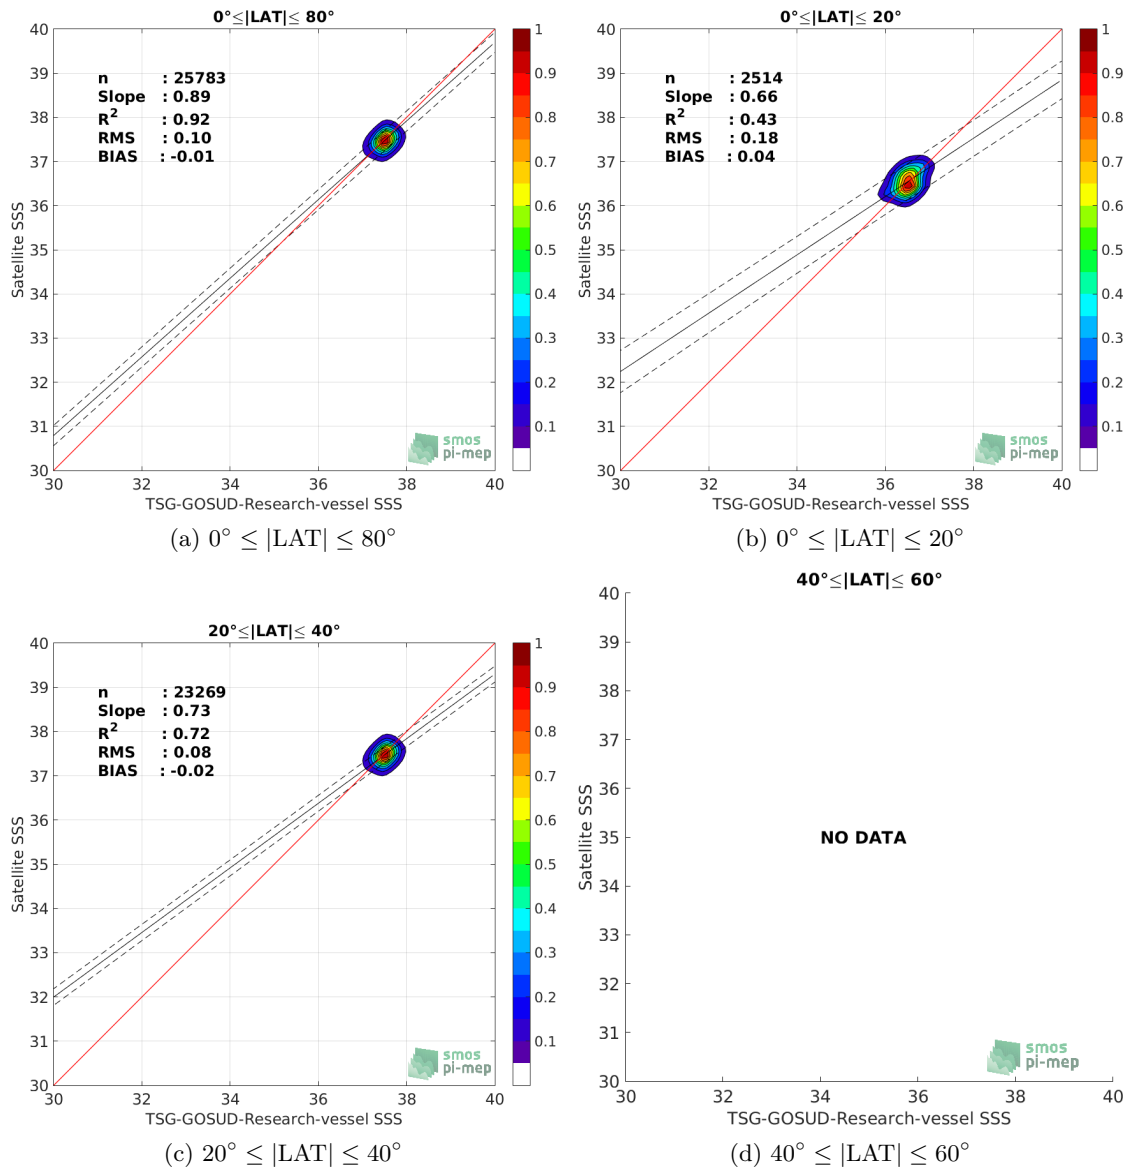 0°≤|LAT|≤ 80°
40
39
38
37
36
35
34
33
32
31
30
Satellite SSS
n : 25783
Slope : 0.89
R2 : 0.92
RMS : 0.10
BIAS : -0.01
smos
pi-mep
30 32 34 36 38 40
TSG-GOSUD-Research-vessel SSS
1
0.9
0.8
0.7
0.6
0.5
0.4
0.3
0.2
0.1
(a) 0° ≤ |LAT| ≤ 80°
0°≤|LAT|≤ 20°
40
39
38
37
36
35
34
33
32
31
30
Satellite SSS
n : 2514
Slope : 0.66
R2 : 0.43
RMS : 0.18
BIAS : 0.04
smos
pi-mep
30 32 34 36 38 40
TSG-GOSUD-Research-vessel SSS
1
0.9
0.8
0.7
0.6
0.5
0.4
0.3
0.2
0.1
(b) 0° ≤ |LAT| ≤ 20°
20°≤|LAT|≤ 40°
40
39
38
37
36
35
34
33
32
31
30
Satellite SSS
n : 23269
Slope : 0.73
R2 : 0.72
RMS : 0.08
BIAS : -0.02
smos
pi-mep
30 32 34 36 38 40
TSG-GOSUD-Research-vessel SSS
1
0.9
0.8
0.7
0.6
0.5
0.4
0.3
0.2
0.1
(c) 20° ≤ |LAT| ≤ 40°
40°≤|LAT|≤ 60°
40
39
38
37
36
35
34
33
32
31
30
Satellite SSS
NO DATA
smos
pi-mep
30 32 34 36 38 40
TSG-GOSUD-Research-vessel SSS
(d) 40° ≤ |LAT| ≤ 60°